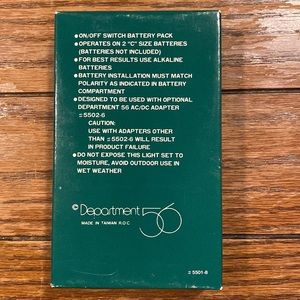 ● ON/OFF SWITCH BATTERY PACK
● OPERATES ON 2 "C" SIZE BATTERIES
(BATTERIES NOT INCLUDED)
● FOR BEST RESULTS USE ALKALINE
BATTERIES
● BATTERY INSTALLATION MUST MATCH
POLARITY AS INDICATED IN BATTERY
COMPARTMENT
● DESIGNED TO BE USED WITH OPTIONAL
DEPARTMENT 56 AC/DC ADAPTER
# 5502-6
CAUTION:
USE WITH ADAPTERS OTHER
THAN # 5502-6 WILL RESULT
IN PRODUCT FAILURE
● DO NOT EXPOSE THIS LIGHT SET TO
MOISTURE, AVOID OUTDOOR USE IN
WET WEATHER
© Department 56
MADE IN TAIWAN R.O.C
# 5501-8